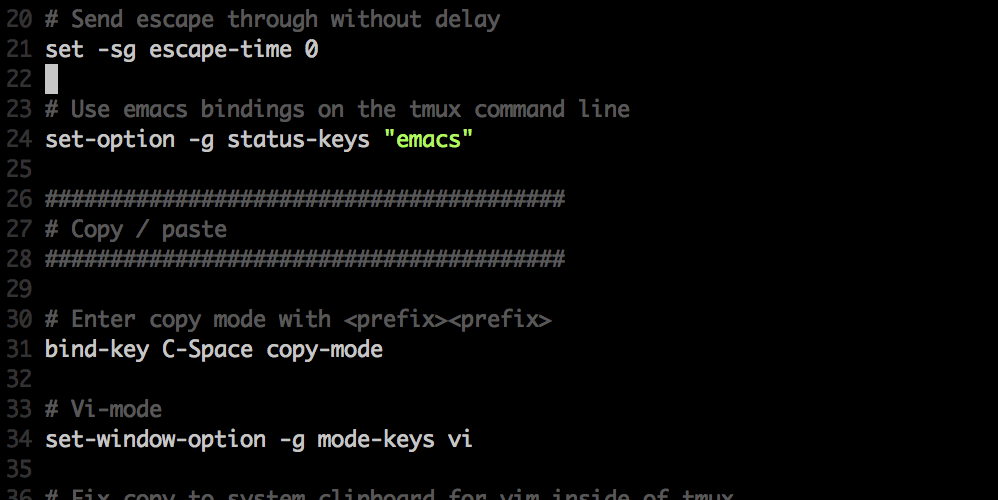 20 # Send escape through without delay
21 set -sg escape-time 0
22
23 # Use emacs bindings on the tmux command line
24 set-option -g status-keys "emacs"
25
26 ########################################
27 # Copy / paste
28 ########################################
29
30 # Enter copy mode with <prefix><prefix>
31 bind-key C-Space copy-mode
32
33 # Vi-mode
34 set-window-option -g mode-keys vi
35
36 # Fix copy to system clipboard for vim inside of tmux